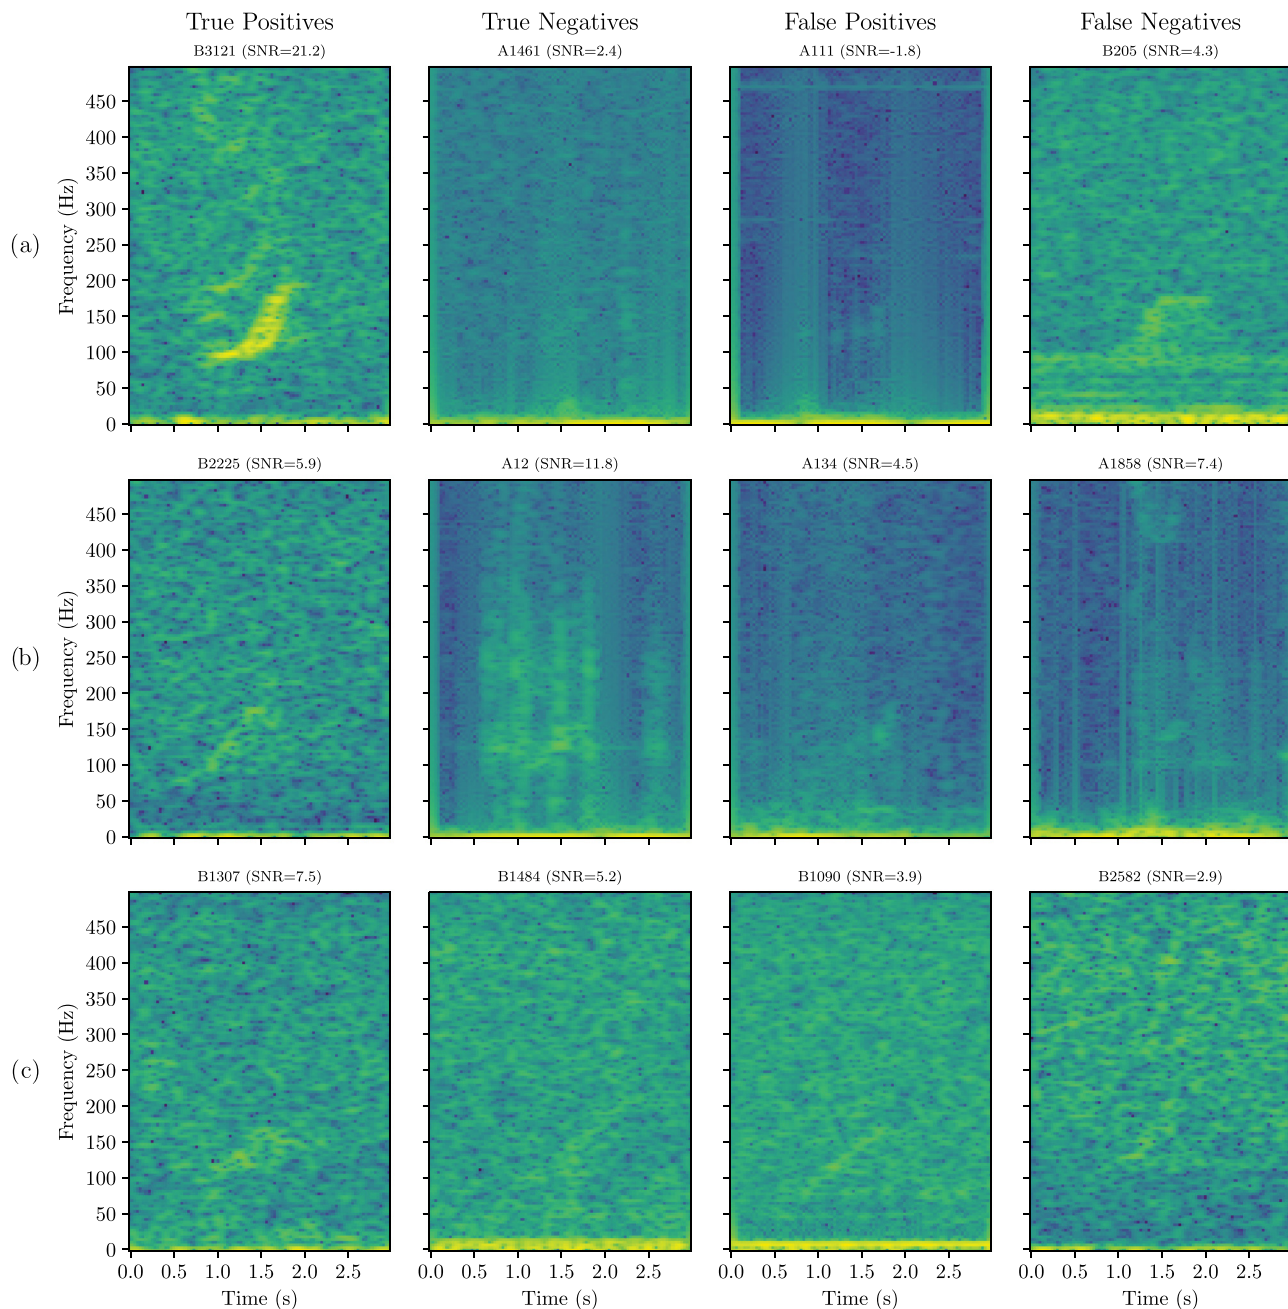 True Positives True Negatives False Positives False Negatives
B3121 (SNR=21.2) A1461 (SNR=2.4) A111 (SNR=-1.8) B205 (SNR=4.3)
(a)
Frequency (Hz)
450
400
350
300
250
200
150
100
50
0
B2225 (SNR=5.9) A12 (SNR=11.8) A134 (SNR=4.5) A1858 (SNR=7.4)
(b)
Frequency (Hz)
450
400
350
300
250
200
150
100
50
0
B1307 (SNR=7.5) B1484 (SNR=5.2) B1090 (SNR=3.9) B2582 (SNR=2.9)
(c)
Frequency (Hz)
450
400
350
300
250
200
150
100
50
0
0.0 0.5 1.0 1.5 2.0 2.5 0.0 0.5 1.0 1.5 2.0 2.5 0.0 0.5 1.0 1.5 2.0 2.5 0.0 0.5 1.0 1.5 2.0 2.5
Time (s) Time (s) Time (s) Time (s)